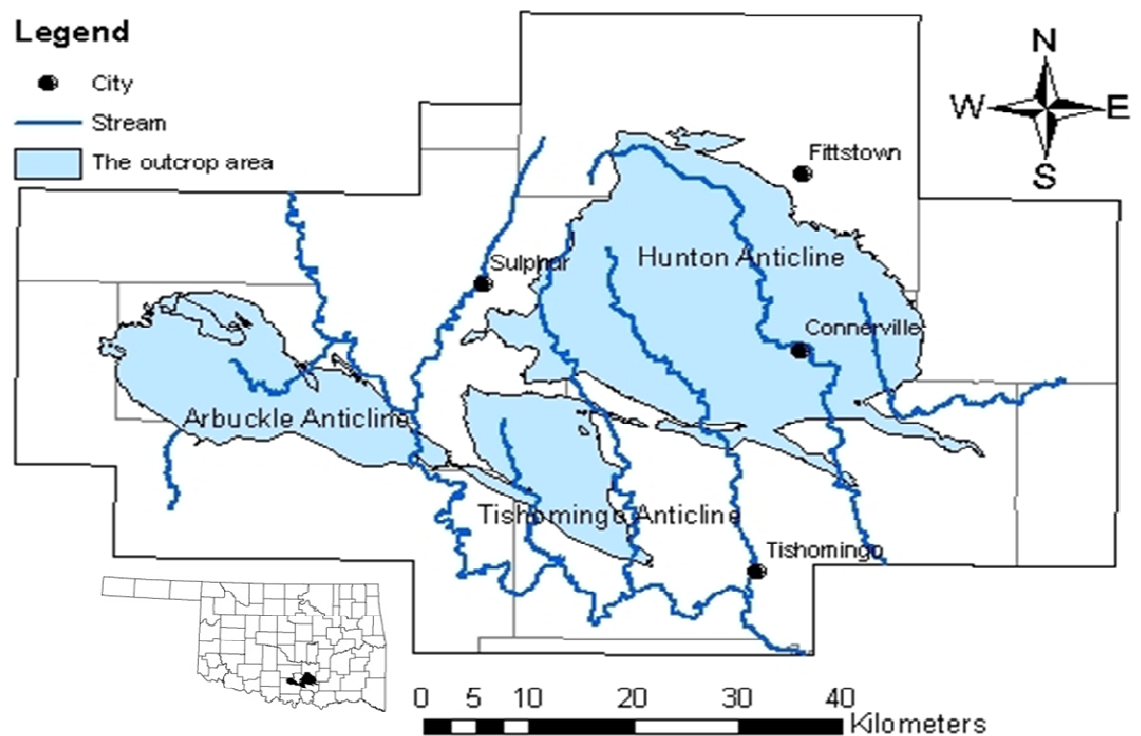 Legend
City
Stream
The outcrop area
N
W
E
S
Fittstown
Hunton Anticline
Sulphur
Connerville
Arbuckle Anticline
Tishomingo Anticline
Tishomingo
0 5 10 20 30 40
Kilometers